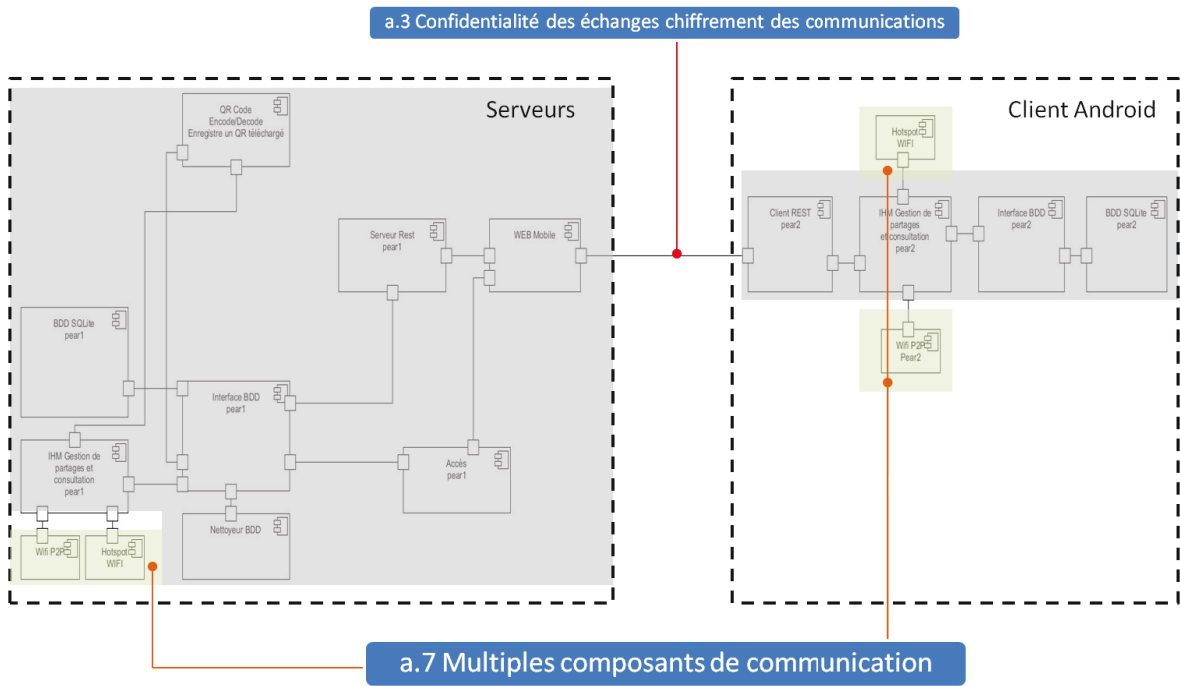 a.3 Confidentialité des échanges chiffrement des communications
Serveurs
QR Code
Encode/Decode
Enregistre un QR téléchargé
Serveur Rest
pear1
WEB Mobile
BDD SQLite
pear1
Interface BDD
pear1
IHM Gestion de
partages et
consultation
pear1
Accès
pear1
Nettoyeur BDD
Wifi P2P
Hotspot
WIFI
Client Android
Hotspot
WIFI
Client REST
pear2
IHM Gestion de
partages
et consultation
pear2
Interface BDD
pear2
BDD SQLite
pear2
Wifi P2P
Pear2
a.7 Multiples composants de communication